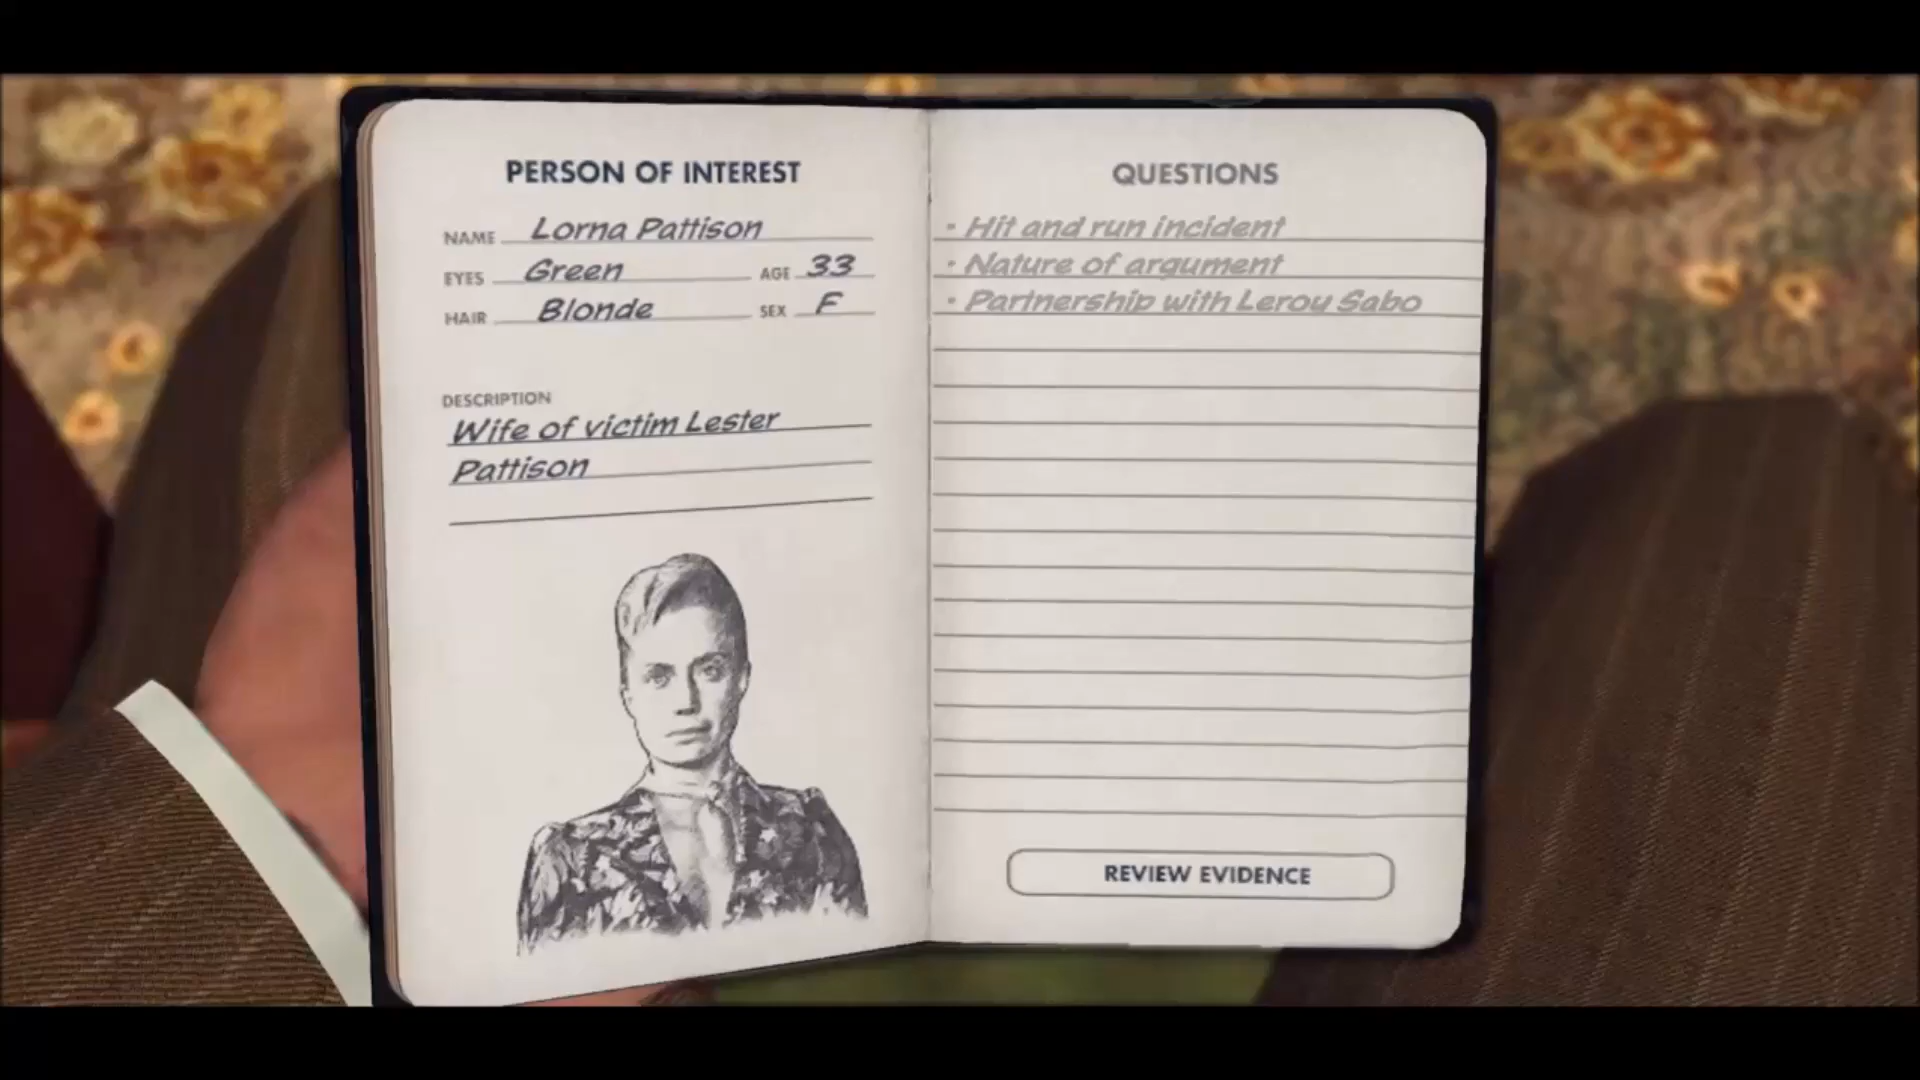 PERSON OF INTEREST
NAME Lorna Pattison
EYES Green AGE 33
HAIR Blonde SEX F
DESCRIPTION
Wife of victim Lester
Pattison
QUESTIONS
- Hit and run incident
- Nature of argument
- Partnership with Leroy Sabo
REVIEW EVIDENCE